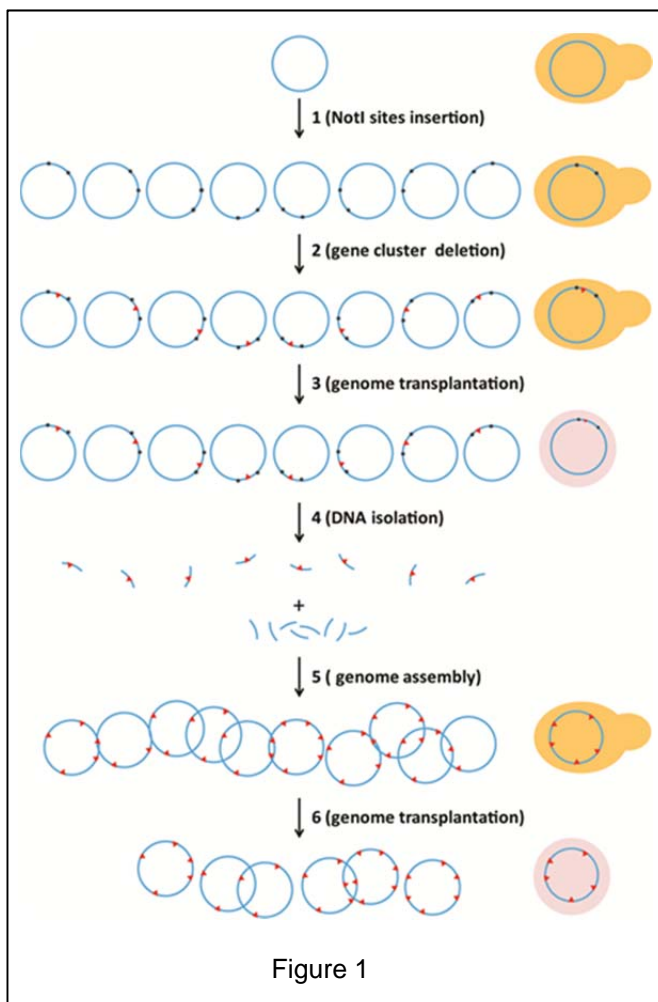 1 (NotI sites insertion)
2 (gene cluster  deletion)
3 (genome transplantation)
4 (DNA isolation)
+
5 ( genome assembly)
6 (genome transplantation)
Figure 1